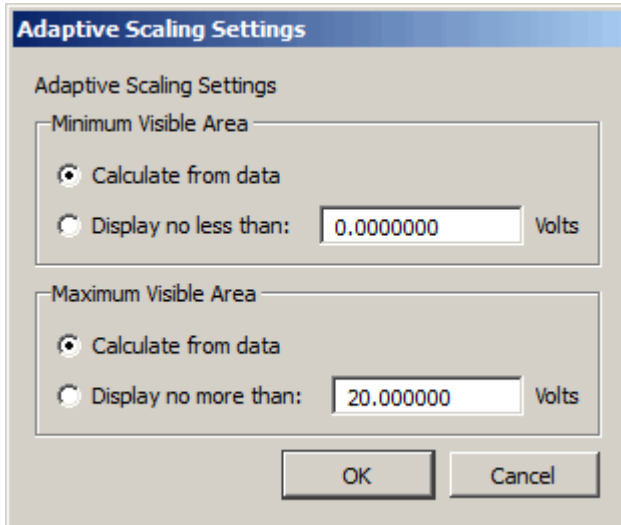 Adaptive Scaling Settings
Adaptive Scaling Settings
Minimum Visible Area
Calculate from data
Display no less than: 0.0000000 Volts
Maximum Visible Area
Calculate from data
Display no more than: 20.000000 Volts
OK Cancel